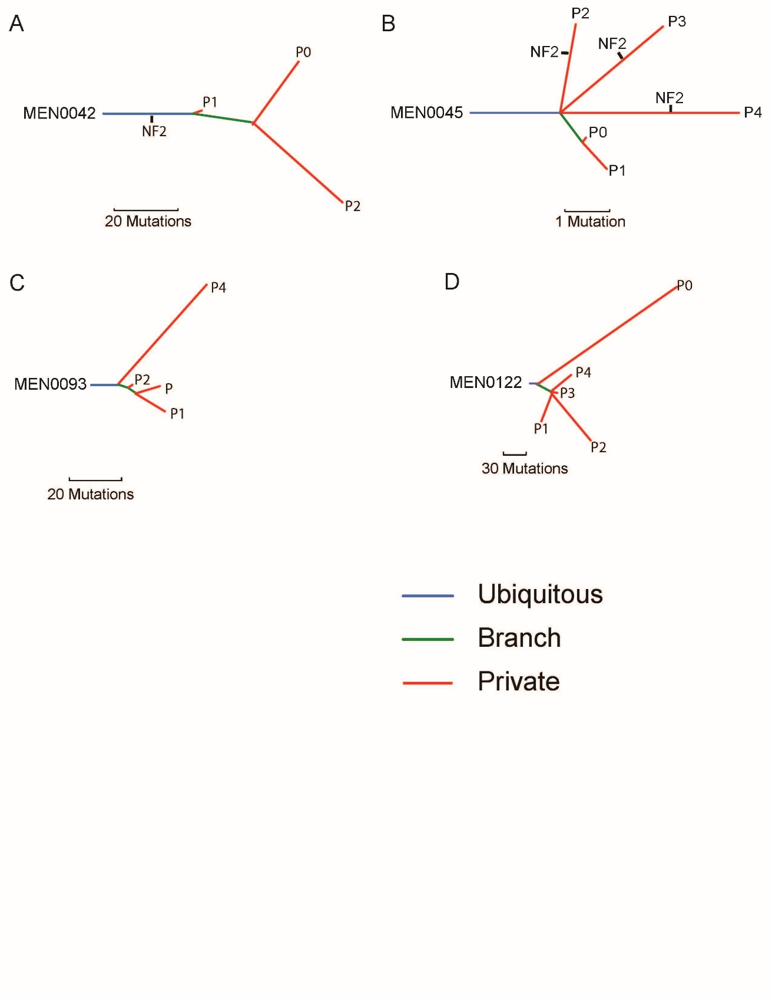 A
P0
P1
MEN0042
NF2
P2
20 Mutations
B
P2
P3
NF2
NF2
NF2
MEN0045
P4
P0
P1
1 Mutation
C
P4
MEN0093
P2
P
P1
20 Mutations
D
P0
P4
MEN0122
P3
P1
P2
30 Mutations
Ubiquitous
Branch
Private